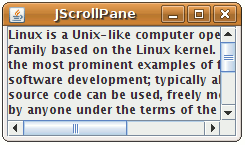 JScrollPane
Linux is a Unix-like computer ope
family based on the Linux kernel.
the most prominent examples of f
software development; typically al
source code can be used, freely m
by anyone under the terms of the